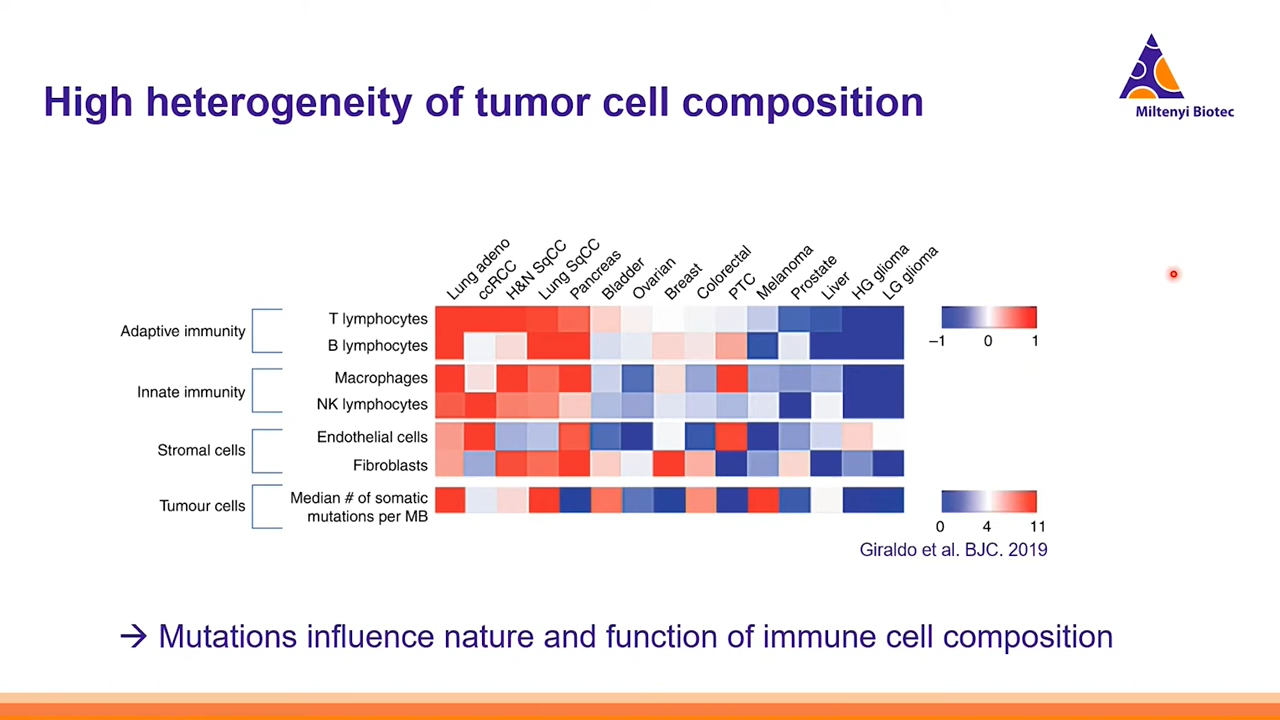 High heterogeneity of tumor cell composition
Miltenyi Biotec
Lung adeno
ccRCC
H&N SqCC
Lung SqCC
Pancreas
Bladder
Ovarian
Breast
Colorectal
PTC
Melanoma
Prostate
Liver
HG glioma
LG glioma
Adaptive immunity
T lymphocytes
B lymphocytes
−1 0 1
Innate immunity
Macrophages
NK lymphocytes
Stromal cells
Endothelial cells
Fibroblasts
Tumour cells
Median # of somatic
mutations per MB
0 4 11
Giraldo et al. BJC. 2019
→ Mutations influence nature and function of immune cell composition